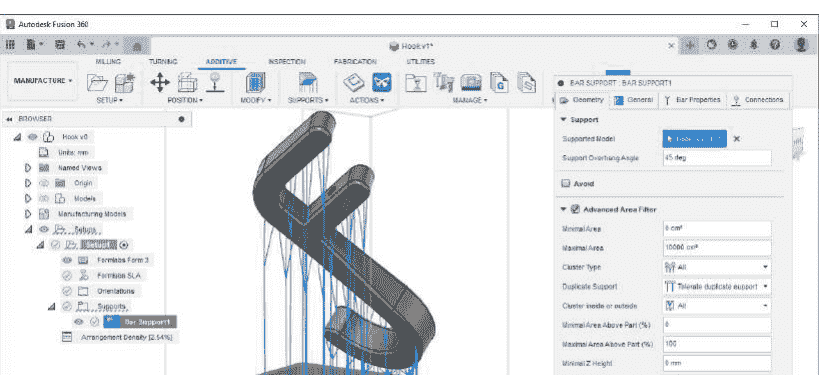 Autodesk Fusion 360
Hook v1*
MILLING TURNING ADDITIVE INSPECTION FABRICATION UTILITIES
MANUFACTURE
SETUP POSITION MODIFY SUPPORTS ACTIONS MANAGE
BAR SUPPORT : BAR SUPPORT1
Geometry General Bar Properties Connections
BROWSER
Hook v6
Units: mm
Named Views
Origin
Models
Manufacturing Models
Setups
Setup1
Formlabs Form 3
Formlabs SLA
Orientations
Supports
Bar Support1
Arrangement Density [2.54%]
Support
Supported Model
Support Overhang Angle 45 deg
Avoid
Advanced Area Filter
Minimal Area 0 cm²
Maximal Area 10000 cm²
Cluster Type All
Duplicate Support Tolerate duplicate support
Cluster inside or outside All
Minimal Area Above Part (%) 0
Maximal Area Above Part (%) 100
Minimal Z Height 0 mm